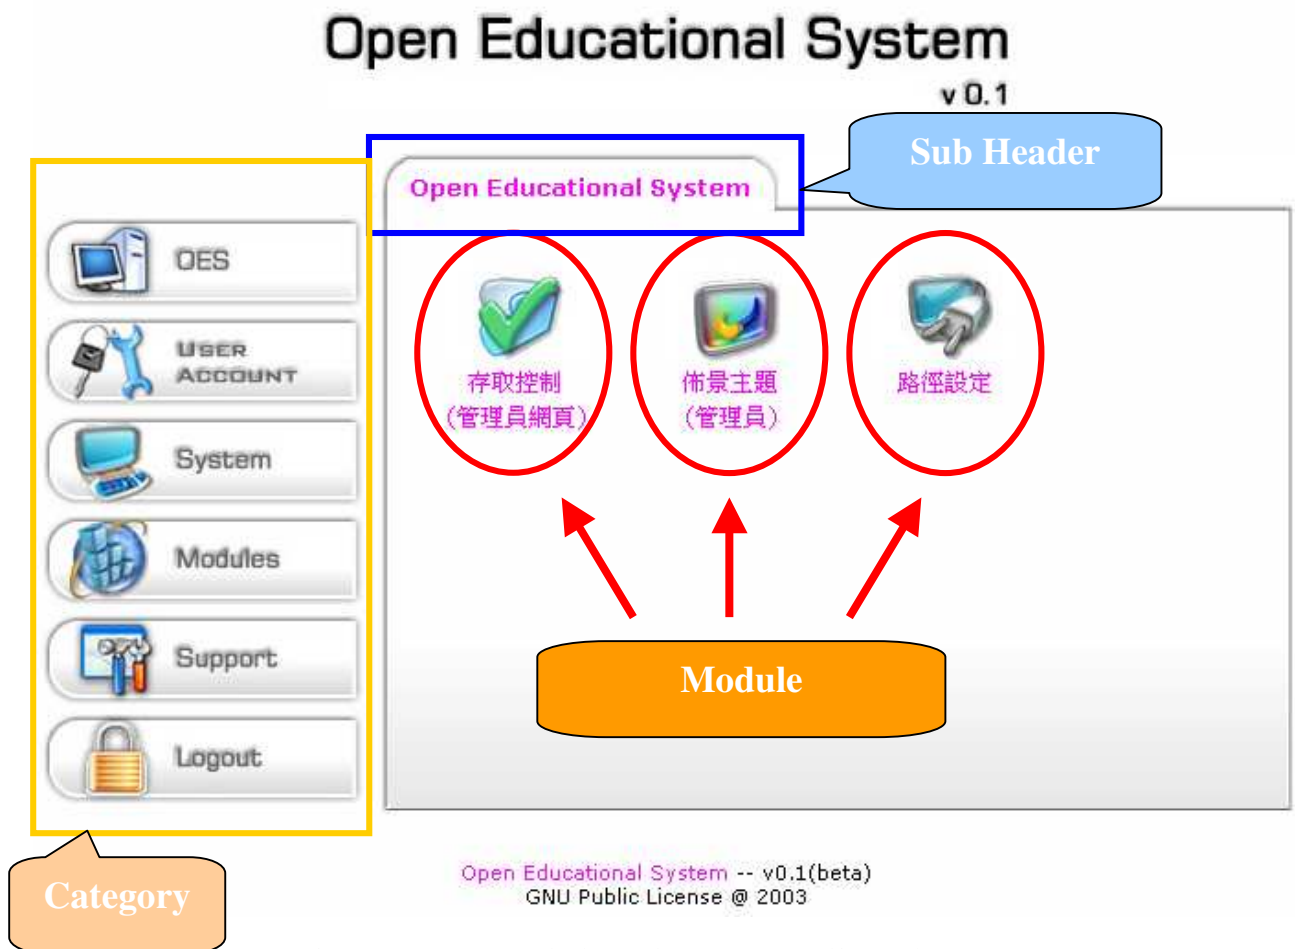 Open Educational System
v 0.1
Sub Header
Open Educational System
OES
USER
ACCOUNT
System
Modules
Support
Logout
存取控制
(管理員網頁)
佈景主題
(管理員)
路徑設定
Module
Category
Open Educational System -- v0.1(beta)
GNU Public License @ 2003